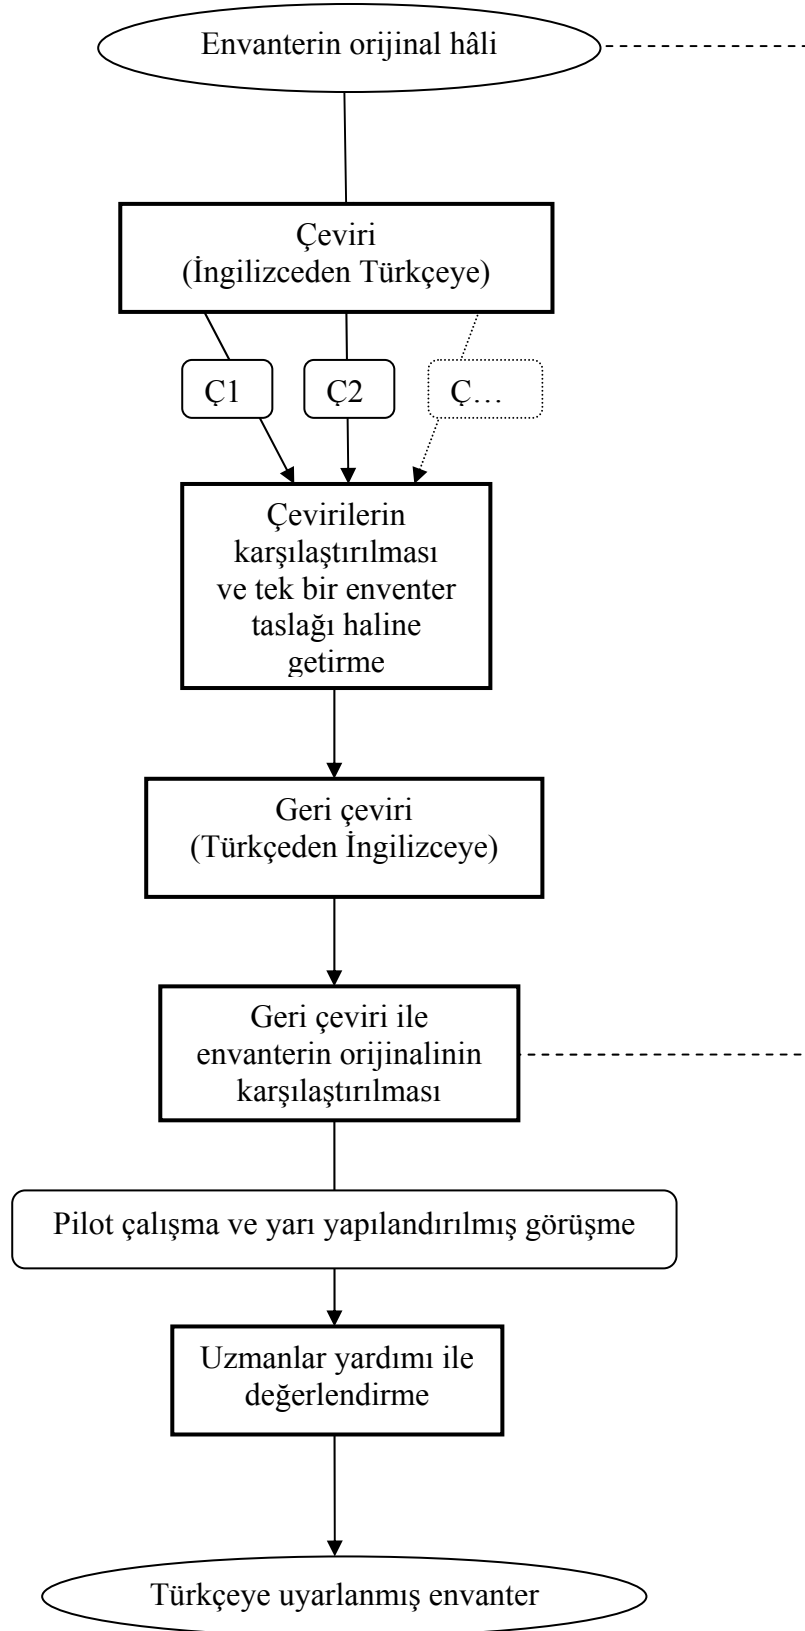 Envanterin orijinal hâli
Çeviri
(İngilizceden Türkçeye)
Ç1
Ç2
Ç…
Çevirilerin
karşılaştırılması
ve tek bir enventer
taslağı haline
getirme
Geri çeviri
(Türkçeden İngilizceye)
Geri çeviri ile
envanterin orijinalinin
karşılaştırılması
Pilot çalışma ve yarı yapılandırılmış görüşme
Uzmanlar yardımı ile
değerlendirme
Türkçeye uyarlanmış envanter